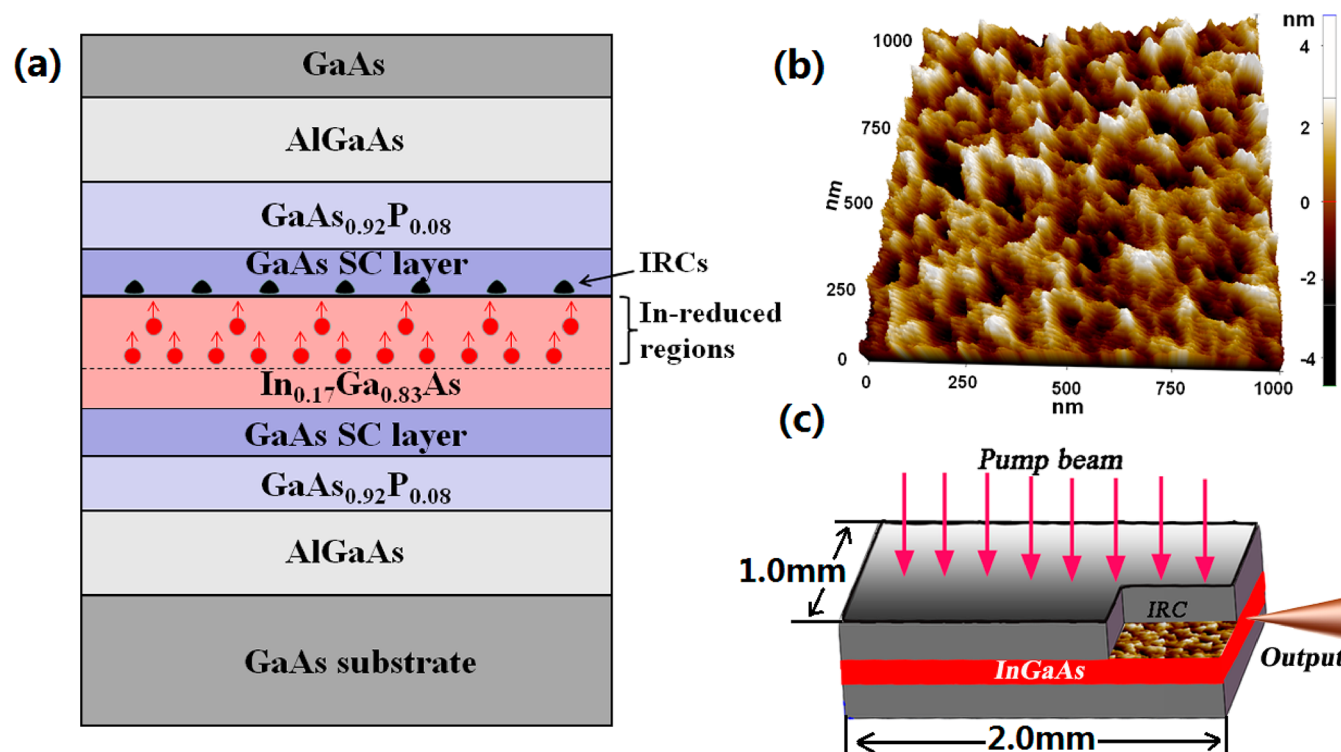 (a)
GaAs
AlGaAs
GaAs0.92P0.08
GaAs SC layer
IRCs
In-reduced
regions
In0.17Ga0.83As
GaAs SC layer
GaAs0.92P0.08
AlGaAs
GaAs substrate
(b)
nm
4
2
0
-2
-4
1000
750
500
250
0
nm
0
250
500
750
1000
nm
(c)
Pump beam
1.0mm
IRC
InGaAs
Output
2.0mm